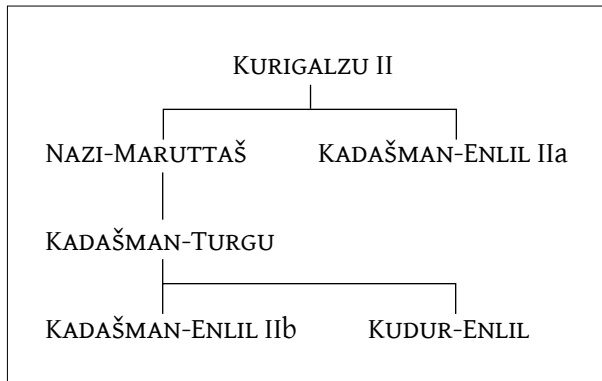 Kurigalzu II
Nazi-Maruttaš Kadašman-Enlil IIa
Kadašman-Turgu
Kadašman-Enlil IIb Kudur-Enlil